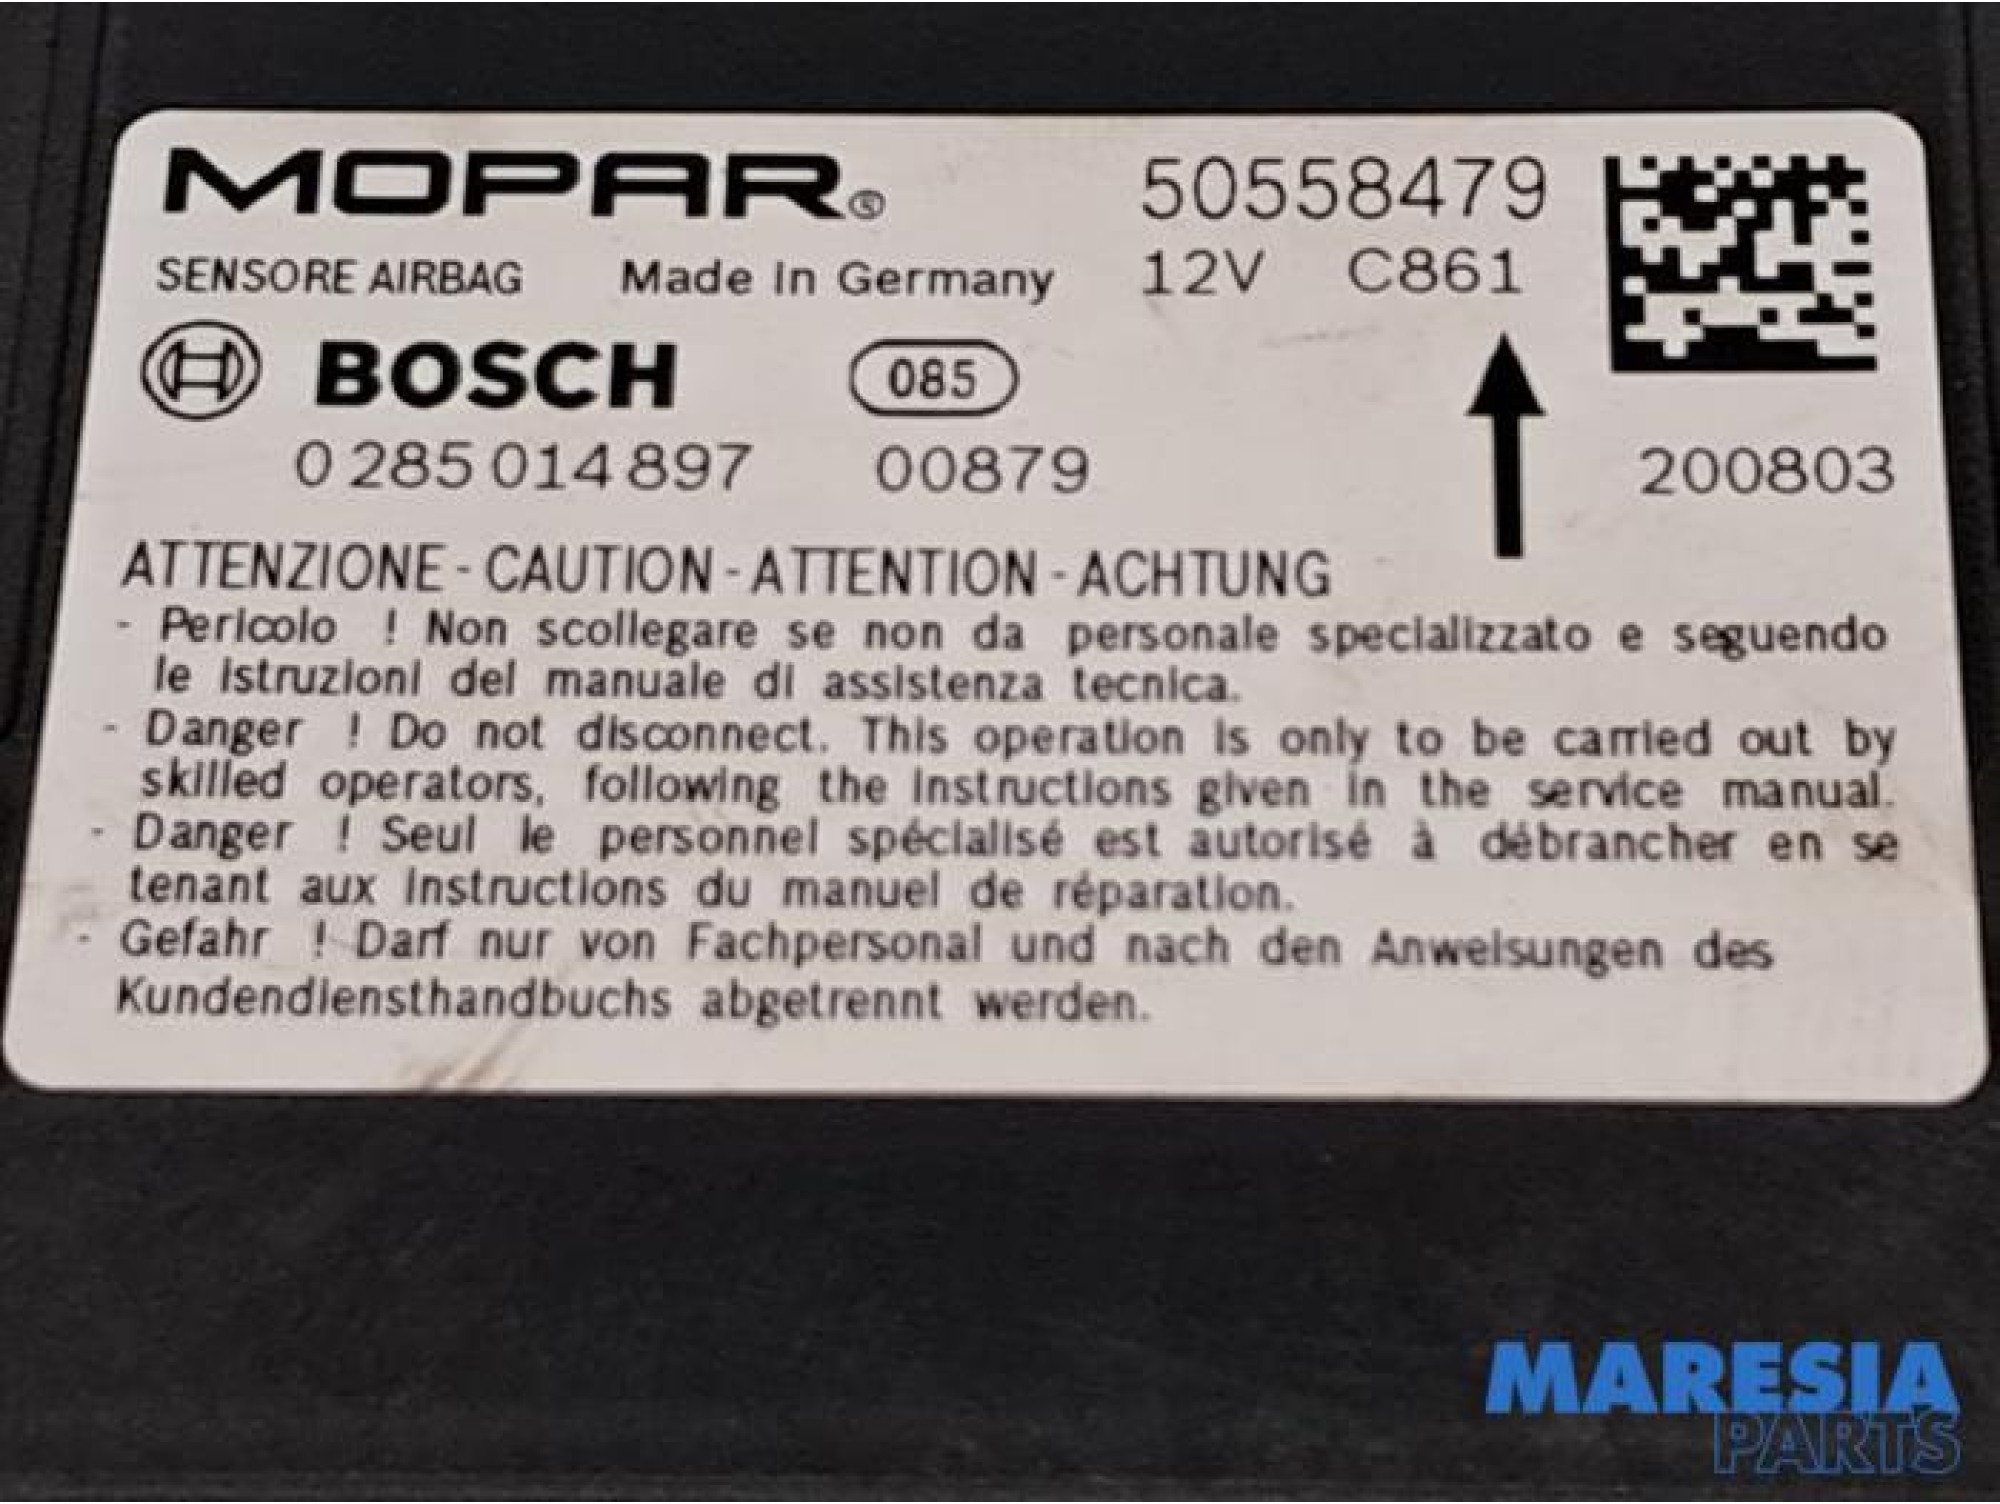 MOPAR® 50558479
SENSORE AIRBAG Made in Germany 12V C861
BOSCH 085
0 285 014 897 00879 200803
ATTENZIONE - CAUTION - ATTENTION - ACHTUNG
- Pericolo ! Non scollegare se non da personale specializzato e seguendo
le istruzioni del manuale di assistenza tecnica.
- Danger ! Do not disconnect. This operation is only to be carried out by
skilled operators, following the instructions given in the service manual.
- Danger ! Seul le personnel spécialisé est autorisé à débrancher en se
tenant aux instructions du manuel de réparation.
- Gefahr ! Darf nur von Fachpersonal und nach den Anweisungen des
Kundendiensthandbuchs abgetrennt werden.
MARESIA
PARTS